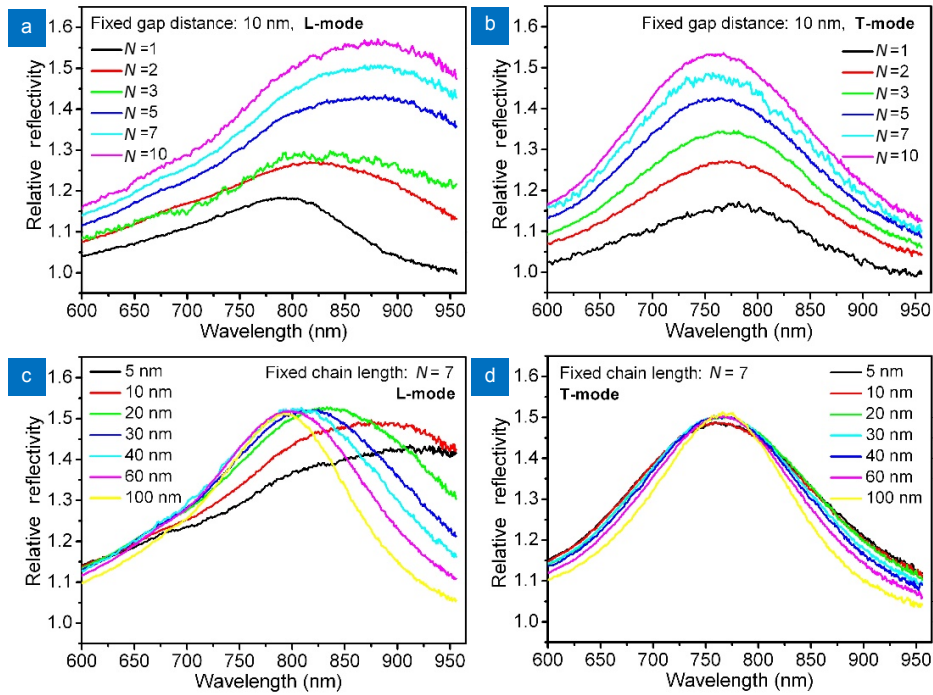 a
Fixed gap distance: 10 nm, L-mode
N =1
N =2
N =3
N =5
N =7
N =10
1.6
1.5
1.4
1.3
1.2
1.1
1.0
Relative reflectivity
600 650 700 750 800 850 900 950
Wavelength (nm)
b
Fixed gap distance: 10 nm, T-mode
N =1
N =2
N =3
N =5
N =7
N =10
1.6
1.5
1.4
1.3
1.2
1.1
1.0
Relative reflectivity
600 650 700 750 800 850 900 950
Wavelength (nm)
c
Fixed chain length: N = 7
L-mode
5 nm
10 nm
20 nm
30 nm
40 nm
60 nm
100 nm
1.6
1.5
1.4
1.3
1.2
1.1
1.0
Relative reflectivity
600 650 700 750 800 850 900 950
Wavelength (nm)
d
Fixed chain length: N = 7
T-mode
5 nm
10 nm
20 nm
30 nm
40 nm
60 nm
100 nm
1.6
1.5
1.4
1.3
1.2
1.1
1.0
Relative reflectivity
600 650 700 750 800 850 900 950
Wavelength (nm)